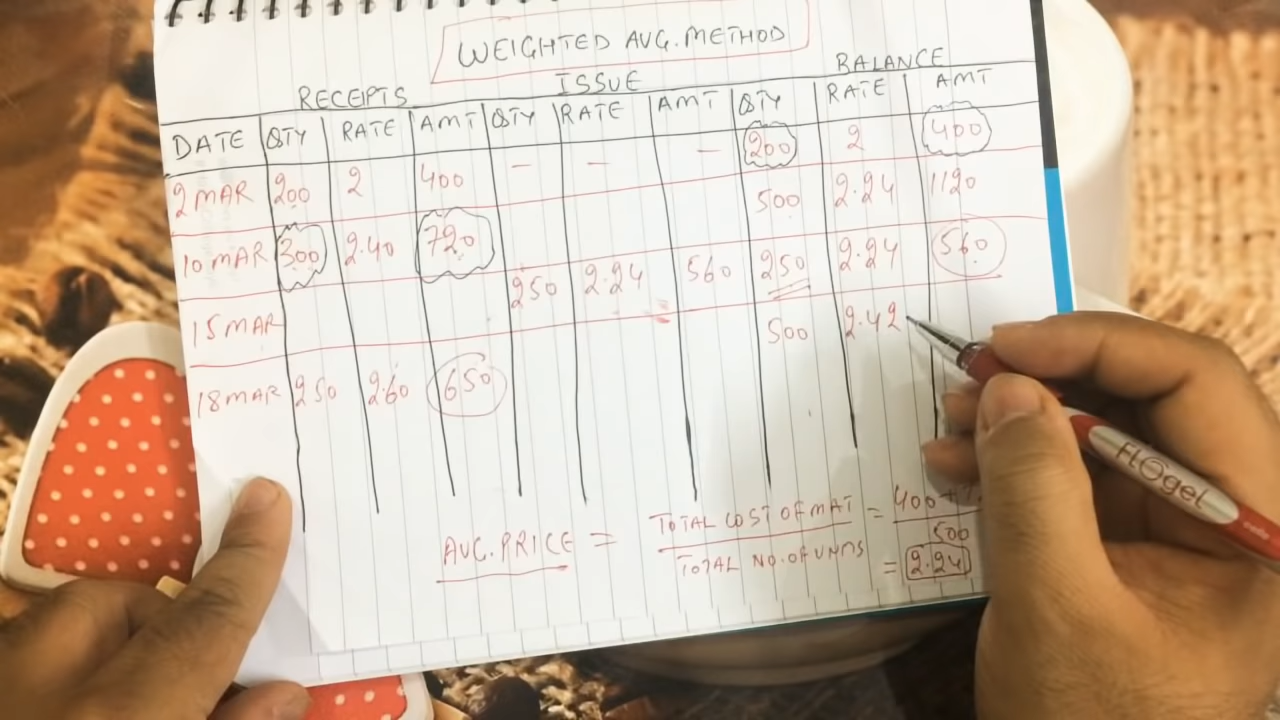 WEIGHTED AVG. METHOD
RECEIPTS ISSUE BALANCE
DATE QTY RATE AMT QTY RATE AMT QTY RATE AMT
2 MAR 200 2 400 - - - 200 2 400
10 MAR 300 2.40 720 500 2.24 1120
15 MAR 250 2.24 560 250 2.24 560
18 MAR 250 2.60 650 500 2.42
AVG. PRICE = TOTAL COST OF MAT = 400 +
TOTAL NO. OF UNITS 500
= 2.24
FLOgel